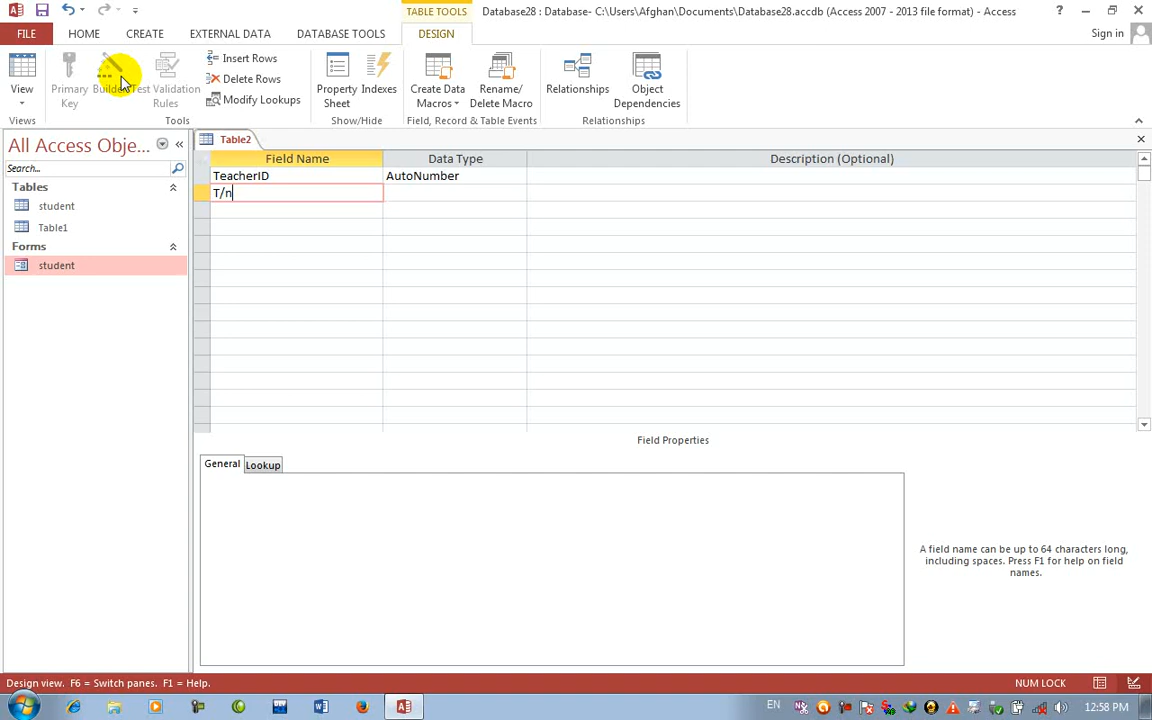 TABLE TOOLS
Database28 : Database- C:\Users\Afghan\Documents\Database28.accdb (Access 2007 - 2013 file format) - Access
FILE
HOME
CREATE
EXTERNAL DATA
DATABASE TOOLS
DESIGN
Sign in
View
Primary Key
Builder
Test Validation Rules
Insert Rows
Delete Rows
Modify Lookups
Property Sheet
Indexes
Create Data Macros
Rename/ Delete Macro
Relationships
Object Dependencies
Views
Tools
Show/Hide
Field, Record & Table Events
Relationships
All Access Obje...
Search...
Tables
student
Table1
Forms
student
Table2
Field Name
Data Type
Description (Optional)
TeacherID
AutoNumber
T/n
Field Properties
General
Lookup
A field name can be up to 64 characters long,
including spaces. Press F1 for help on field
names.
Design view. F6 = Switch panes. F1 = Help.
NUM LOCK
EN
12:58 PM